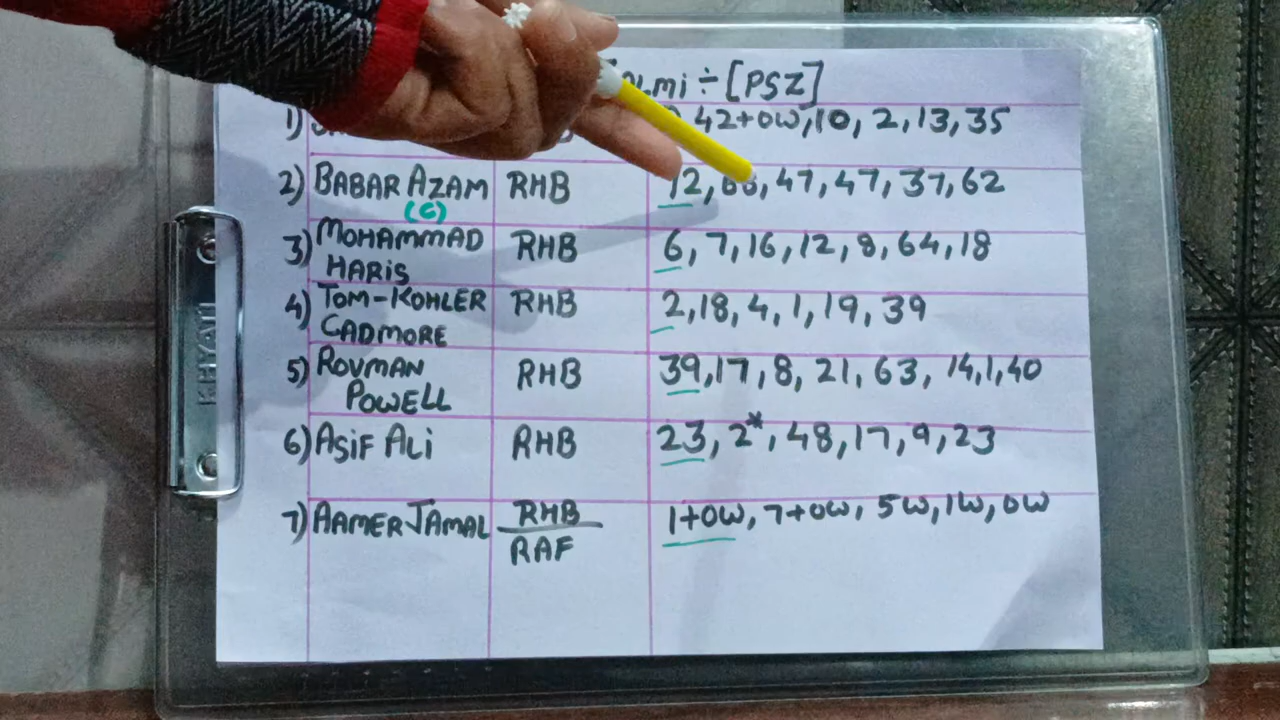 ÷ [PSZ]
1) 42+0W, 10, 2, 13, 35
2) BABAR AZAM RHB 12, 47, 47, 37, 62
(C)
3) MOHAMMAD HARIS RHB 6, 7, 16, 12, 8, 64, 18
4) TOM-KOHLER CADMORE RHB 2, 18, 4, 1, 19, 39
5) ROVMAN POWELL RHB 39, 17, 8, 21, 63, 14, 1, 40
6) ASIF ALI RHB 23, 2*, 48, 17, 9, 23
7) AAMER JAMAL RHB 1+0W, 7+0W, 5W, 1W, 0W
RAF
KHYATI